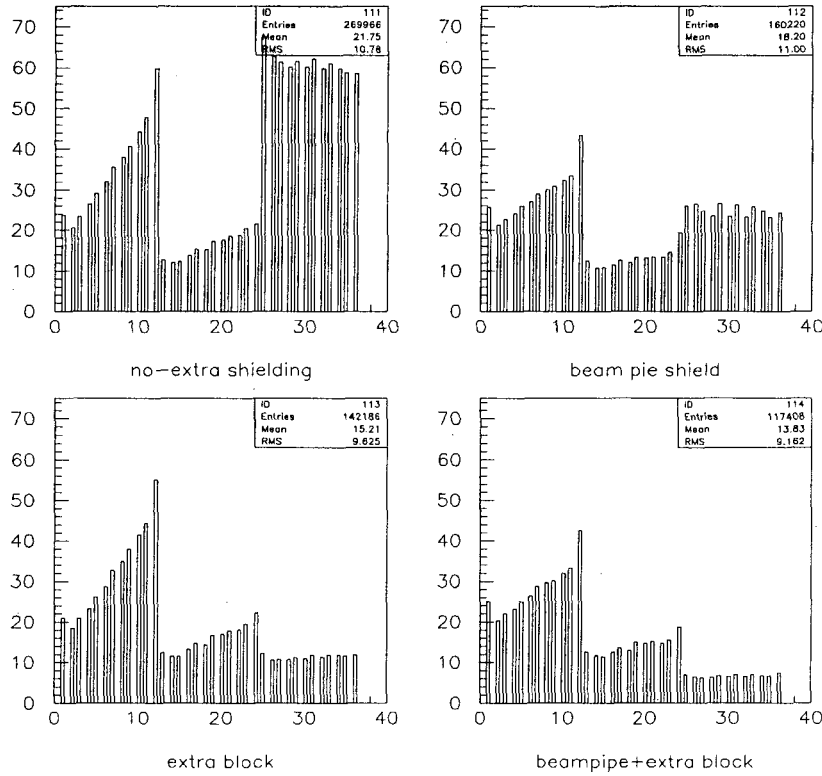 ID 111
Entries 269966
Mean 21.75
RMS 10.78
70
60
50
40
30
20
10
0
0 10 20 30 40
no-extra shielding
ID 112
Entries 160220
Mean 18.20
RMS 11.00
70
60
50
40
30
20
10
0
0 10 20 30 40
beam pie shield
ID 113
Entries 142186
Mean 15.21
RMS 9.625
70
60
50
40
30
20
10
0
0 10 20 30 40
extra block
ID 114
Entries 117408
Mean 13.83
RMS 9.162
70
60
50
40
30
20
10
0
0 10 20 30 40
beampipe+extra block